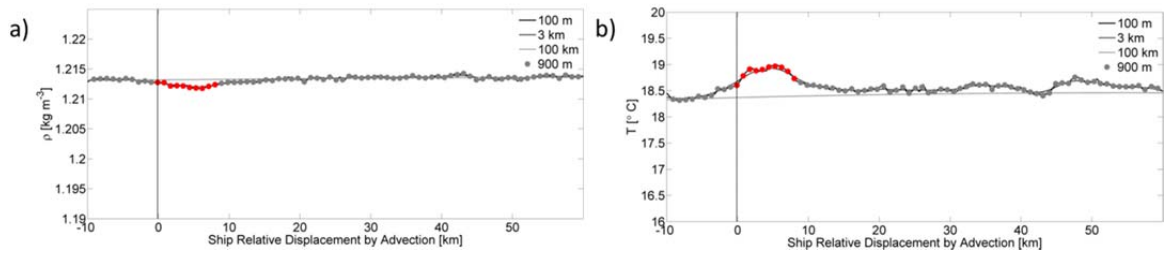 a)
1.22
1.215
1.21
1.205
1.2
1.195
1.19
ρ [kg m⁻³]
-10 0 10 20 30 40 50
Ship Relative Displacement by Advection [km]
100 m
3 km
100 km
900 m
b)
20
19.5
19
18.5
18
17.5
17
16.5
16
T [° C]
-10 0 10 20 30 40 50
Ship Relative Displacement by Advection [km]
100 m
3 km
100 km
900 m